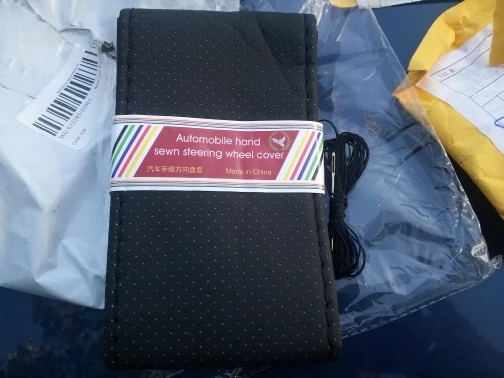 Automobile hand
sewn steering wheel cover
汽车手缝方向盘套
Made in China